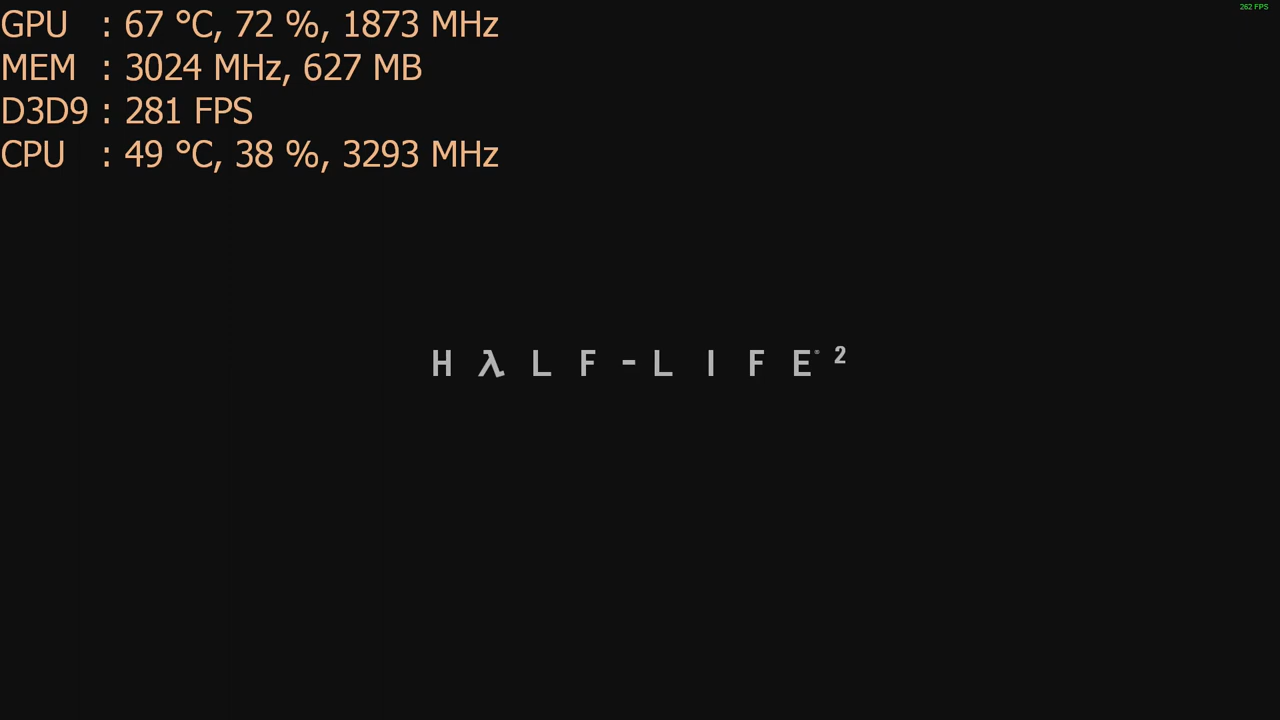 262 FPS
GPU : 67 °C, 72 %, 1873 MHz
MEM : 3024 MHz, 627 MB
D3D9 : 281 FPS
CPU : 49 °C, 38 %, 3293 MHz
HλLF-LIFE® 2